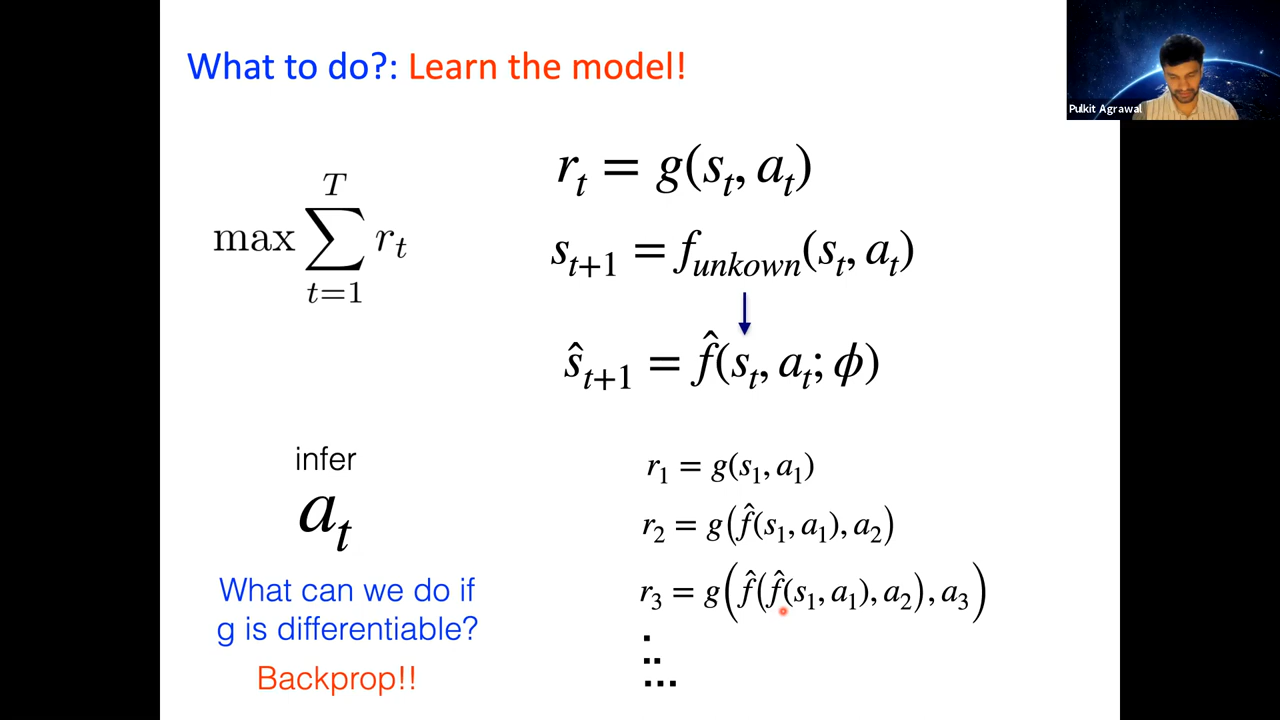 What to do?: Learn the model!
Pulkit Agrawal
max ∑_{t=1}^{T} r_t
r_t = g(s_t, a_t)
s_{t+1} = f_{unkown}(s_t, a_t)
ŝ_{t+1} = f̂(s_t, a_t; ϕ)
infer
a_t
What can we do if
g is differentiable?
Backprop!!
r_1 = g(s_1, a_1)
r_2 = g(f̂(s_1, a_1), a_2)
r_3 = g(f̂(f̂(s_1, a_1), a_2), a_3)
.
..
...